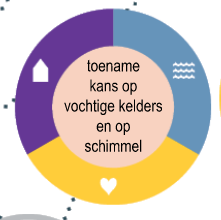 toename
kans op
vochtige kelders
en op
schimmel